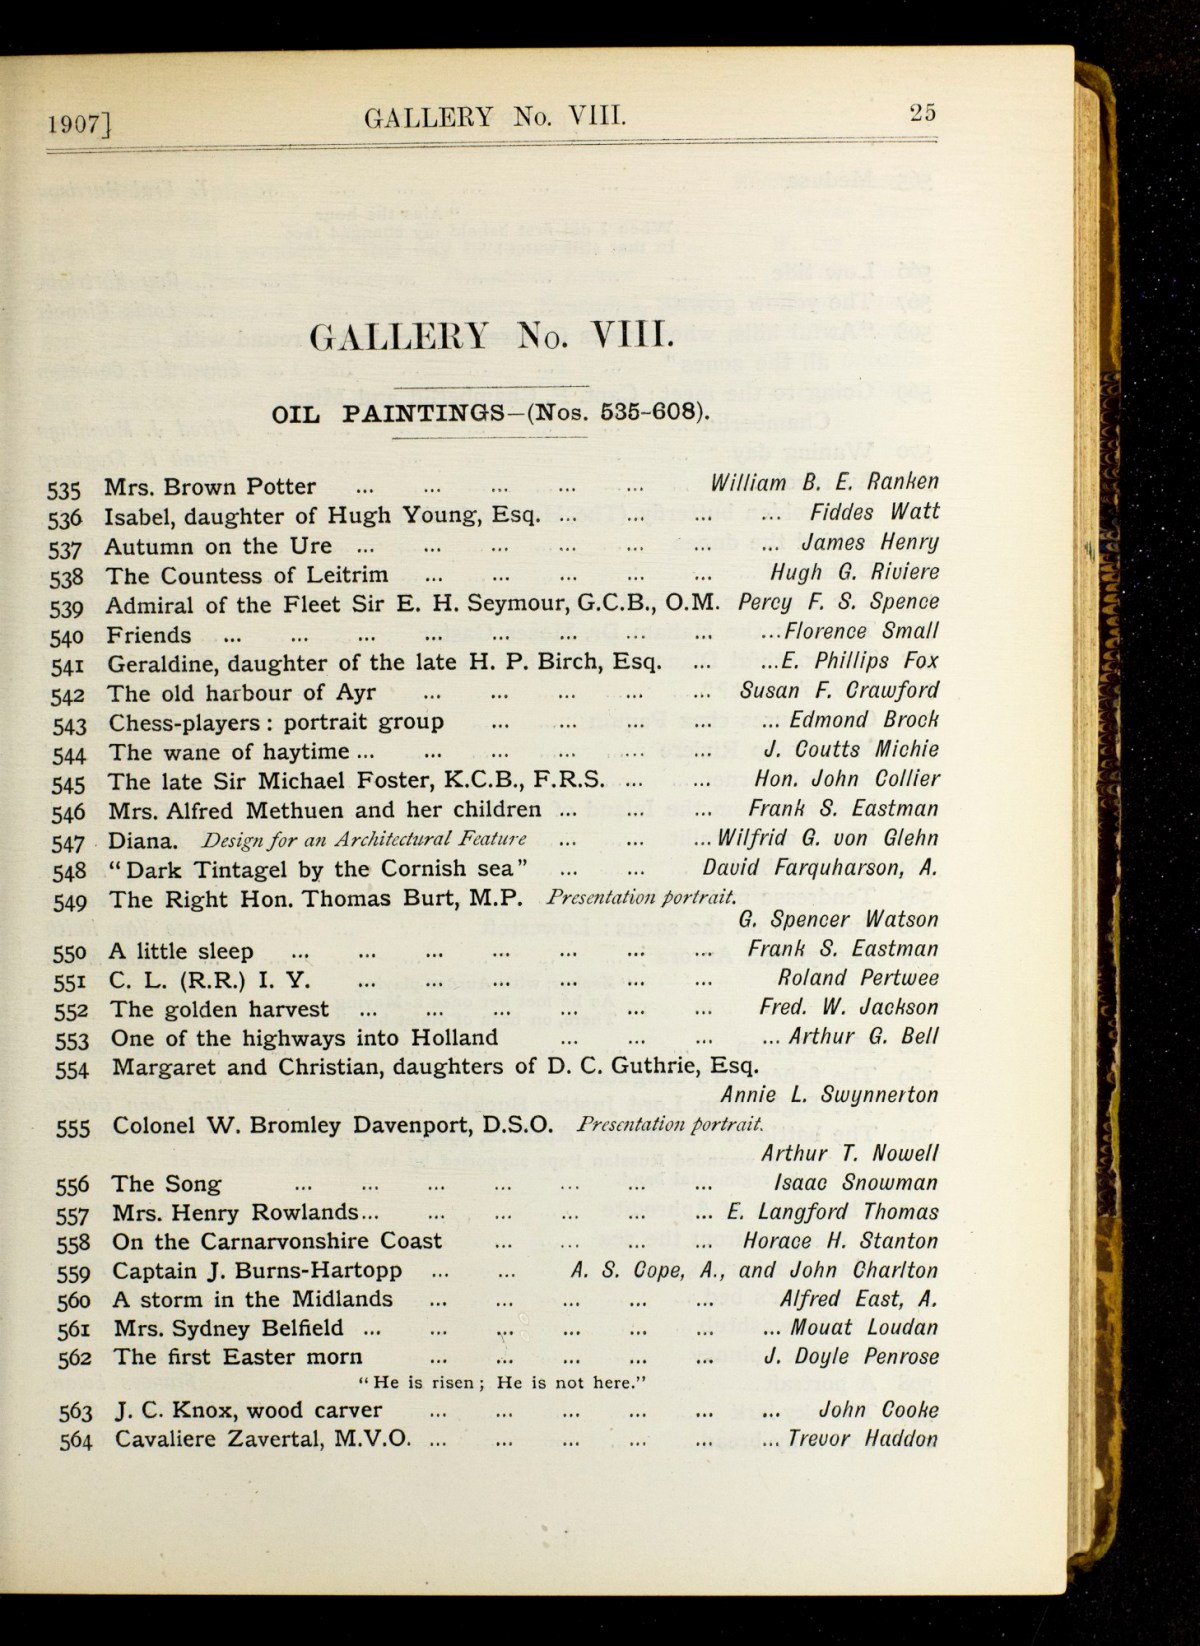 1907] GALLERY No. VIII. 25
GALLERY No. VIII.
OIL PAINTINGS—(Nos. 535-608).
535 Mrs. Brown Potter ... ... ... ... ... William B. E. Ranken
536 Isabel, daughter of Hugh Young, Esq. ... ... ... ... Fiddes Watt
537 Autumn on the Ure ... ... ... ... ... ... ... James Henry
538 The Countess of Leitrim ... ... ... ... ... Hugh G. Riviere
539 Admiral of the Fleet Sir E. H. Seymour, G.C.B., O.M. Percy F. S. Spence
540 Friends ... ... ... ... ... ... ... ... ...Florence Small
541 Geraldine, daughter of the late H. P. Birch, Esq. ... ...E. Phillips Fox
542 The old harbour of Ayr ... ... ... ... ... Susan F. Crawford
543 Chess-players : portrait group ... ... ... ... ... Edmond Brock
544 The wane of haytime ... ... ... ... ... ... J. Coutts Michie
545 The late Sir Michael Foster, K.C.B., F.R.S. ... ... Hon. John Collier
546 Mrs. Alfred Methuen and her children ... ... ... Frank S. Eastman
547 Diana. Design for an Architectural Feature ... ... ... Wilfrid G. von Glehn
548 “Dark Tintagel by the Cornish sea” ... ... David Farquharson, A.
549 The Right Hon. Thomas Burt, M.P. Presentation portrait.
G. Spencer Watson
550 A little sleep ... ... ... ... ... ... ... Frank S. Eastman
551 C. L. (R.R.) I. Y. ... ... ... ... ... ... Roland Pertwee
552 The golden harvest ... ... ... ... ... ... Fred. W. Jackson
553 One of the highways into Holland ... ... ... ... Arthur G. Bell
554 Margaret and Christian, daughters of D. C. Guthrie, Esq.
Annie L. Swynnerton
555 Colonel W. Bromley Davenport, D.S.O. Presentation portrait.
Arthur T. Nowell
556 The Song ... ... ... ... ... ... ... Isaac Snowman
557 Mrs. Henry Rowlands... ... ... ... ... ... E. Langford Thomas
558 On the Carnarvonshire Coast ... ... ... ... Horace H. Stanton
559 Captain J. Burns-Hartopp ... ... A. S. Cope, A., and John Charlton
560 A storm in the Midlands ... ... ... ... ... Alfred East, A.
561 Mrs. Sydney Belfield ... ... ... ... ... ... ... Mouat Loudan
562 The first Easter morn ... ... ... ... ... J. Doyle Penrose
“He is risen; He is not here.”
563 J. C. Knox, wood carver ... ... ... ... ... ... John Cooke
564 Cavaliere Zavertal, M.V.O. ... ... ... ... ... ... Trevor Haddon